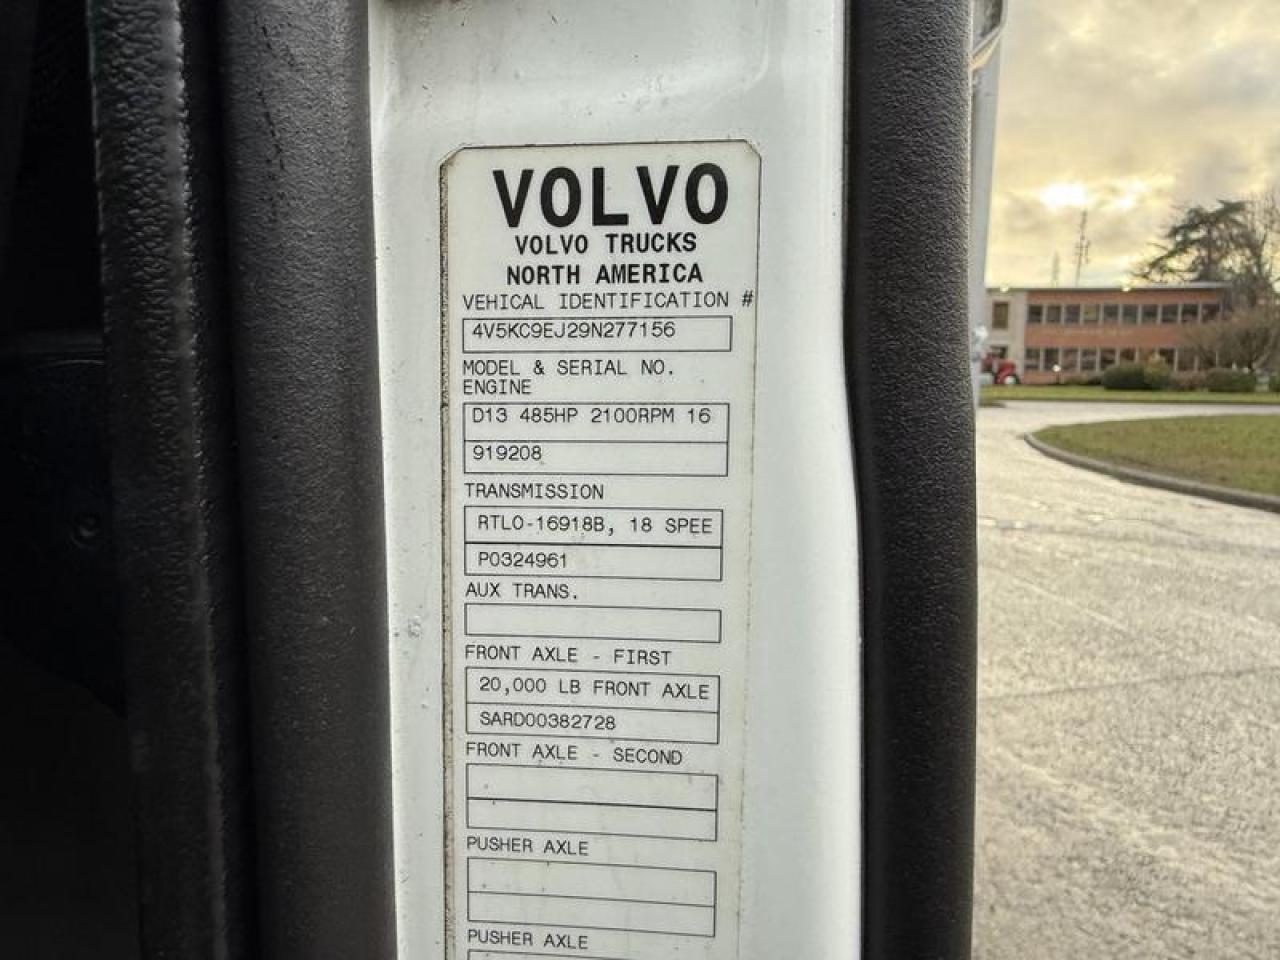 VOLVO
VOLVO TRUCKS
NORTH AMERICA
VEHICAL IDENTIFICATION #
4V5KC9EJ29N277156
MODEL & SERIAL NO.
ENGINE
D13 485HP 2100RPM 16
919208
TRANSMISSION
RTLO-16918B, 18 SPEE
P0324961
AUX TRANS.
FRONT AXLE - FIRST
20,000 LB FRONT AXLE
SARD00382728
FRONT AXLE - SECOND
PUSHER AXLE
PUSHER AXLE